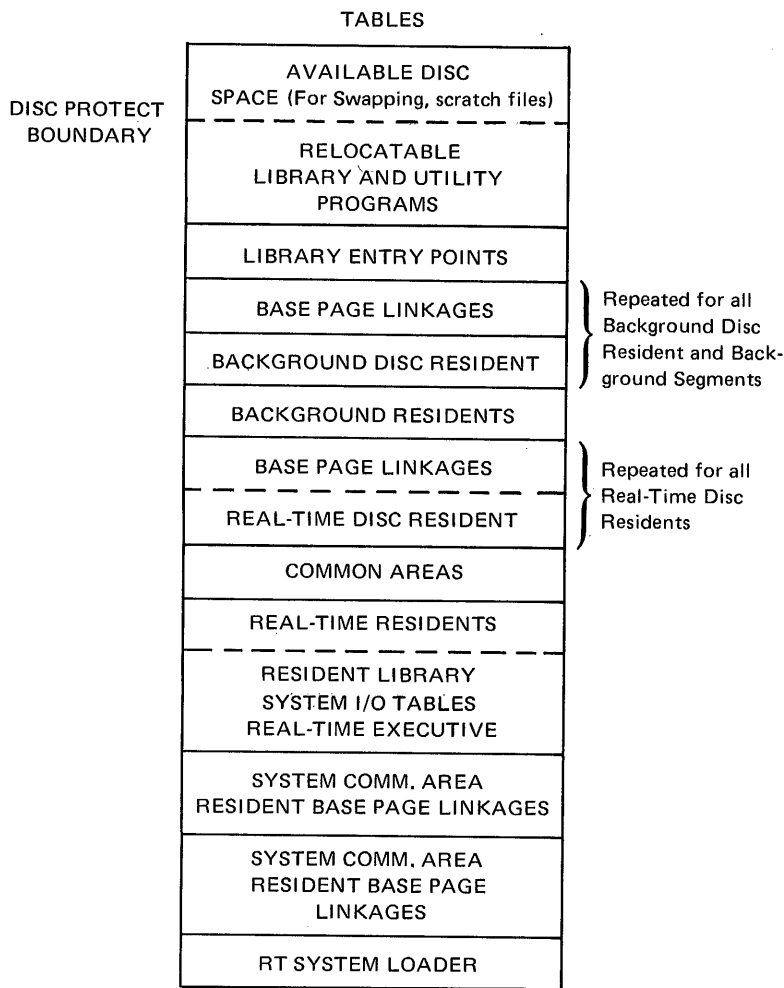 TABLES
AVAILABLE DISC
SPACE (For Swapping, scratch files)
DISC PROTECT
BOUNDARY
RELOCATABLE
LIBRARY AND UTILITY
PROGRAMS
LIBRARY ENTRY POINTS
BASE PAGE LINKAGES
BACKGROUND DISC RESIDENT
Repeated for all
Background Disc
Resident and Back-
ground Segments
BACKGROUND RESIDENTS
BASE PAGE LINKAGES
REAL-TIME DISC RESIDENT
Repeated for all
Real-Time Disc
Residents
COMMON AREAS
REAL-TIME RESIDENTS
RESIDENT LIBRARY
SYSTEM I/O TABLES
REAL-TIME EXECUTIVE
SYSTEM COMM. AREA
RESIDENT BASE PAGE LINKAGES
SYSTEM COMM. AREA
RESIDENT BASE PAGE
LINKAGES
RT SYSTEM LOADER